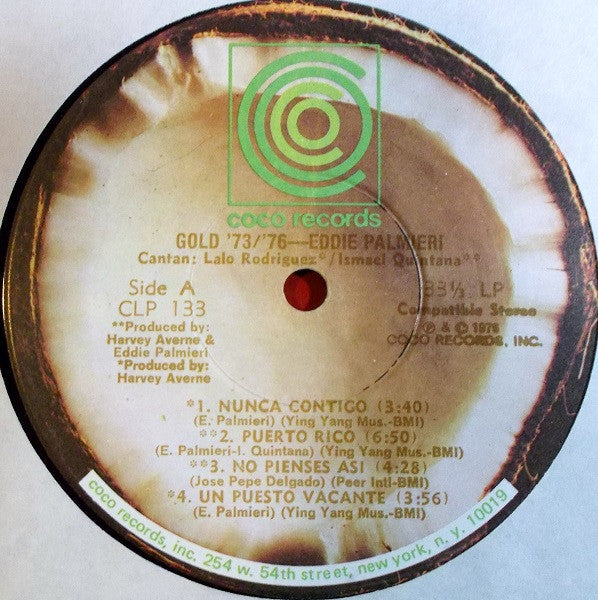 coco records
GOLD '73/'76—EDDIE PALMIERI
Cantan: Lalo Rodriguez*/Ismael Quintana**
Side A
CLP 133
33⅓ LP
Compatible Stereo
℗ & © 1976
COCO RECORDS, INC.
**Produced by:
Harvey Averne &
Eddie Palmieri
*Produced by:
Harvey Averne
*1. NUNCA CONTIGO (3:40)
(E. Palmieri) (Ying Yang Mus.-BMI)
**2. PUERTO RICO (6:50)
(E. Palmieri-I. Quintana) (Ying Yang Mus.-BMI)
**3. NO PIENSES ASI (4:28)
(Jose Pepe Delgado) (Peer Intl-BMI)
*4. UN PUESTO VACANTE (3:56)
(E. Palmieri) (Ying Yang Mus.-BMI)
coco records, inc. 254 w. 54th street, new york, n. y. 10019